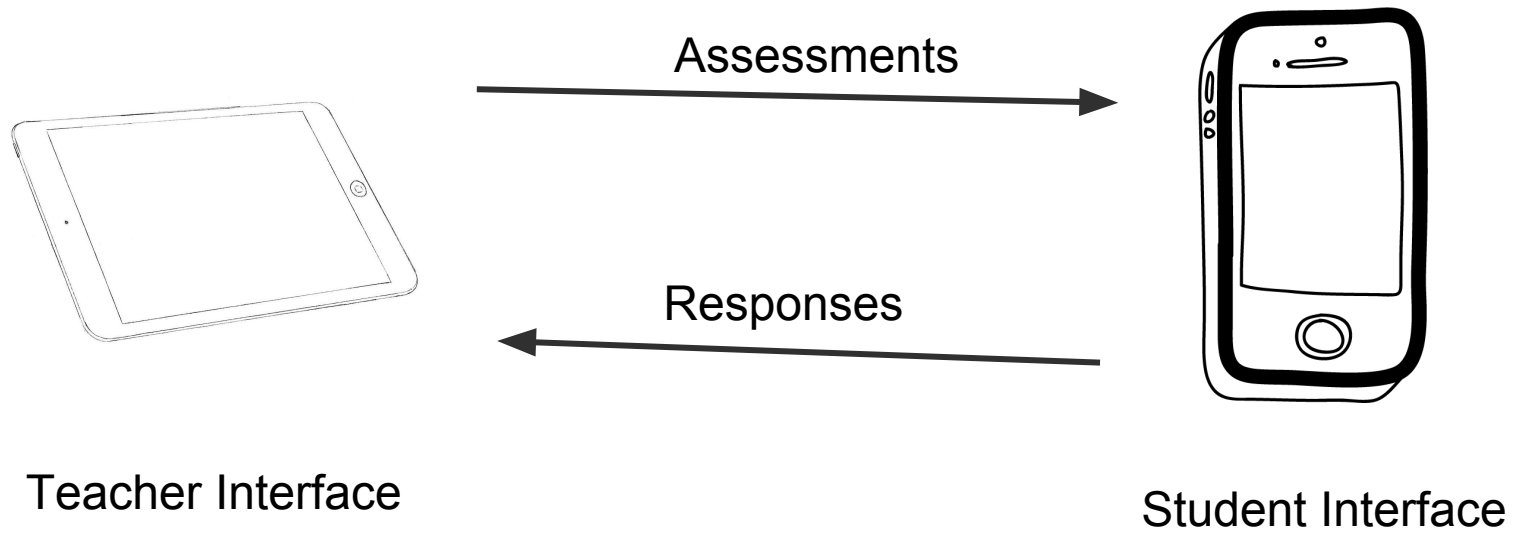 Assessments
Responses
Teacher Interface
Student Interface